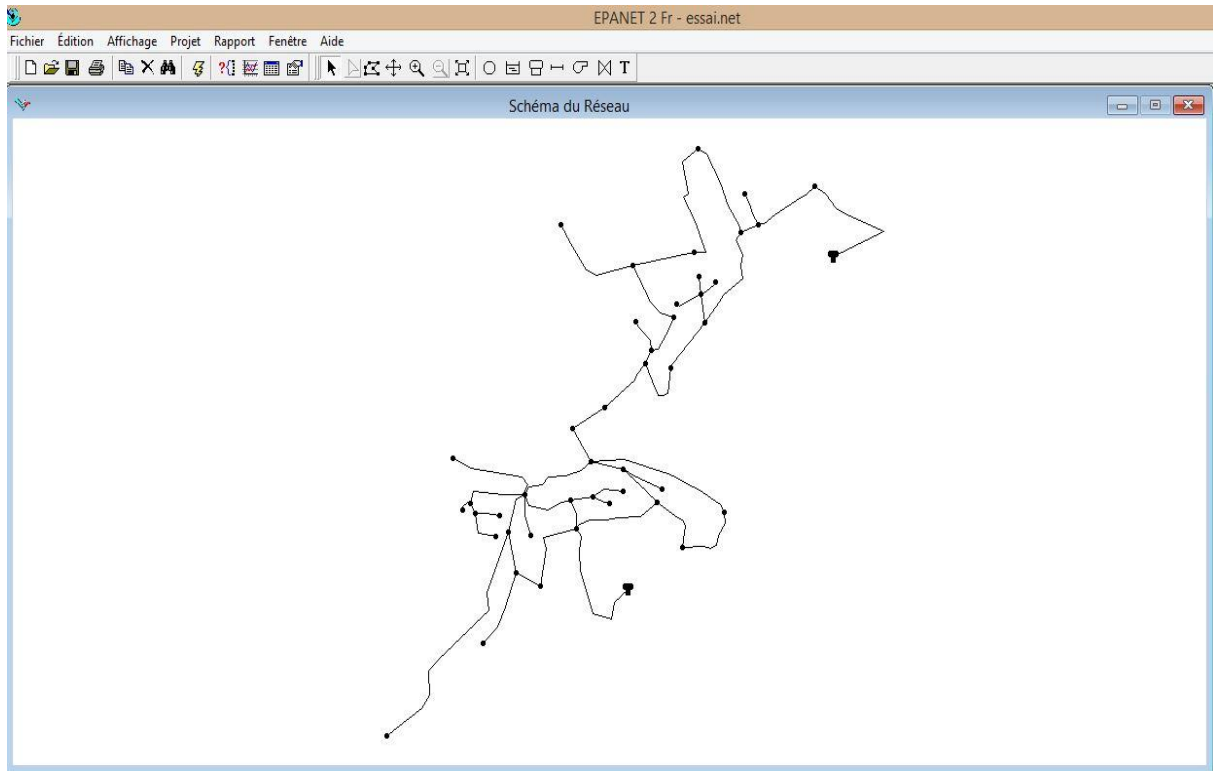 EPANET 2 Fr - essai.net
Fichier Édition Affichage Projet Rapport Fenêtre Aide
T
Schéma du Réseau